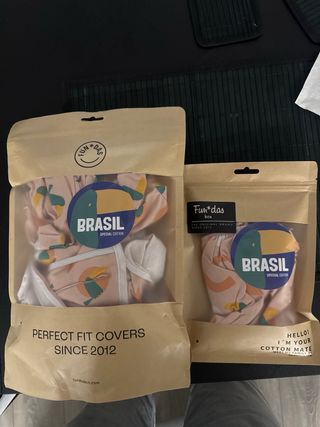 FUN*DAS
BRASIL
SPECIAL EDITION
PERFECT FIT COVERS
SINCE 2012
Fun*das
bcn
BRASIL
SPECIAL EDITION
HELLO!
I'M YOUR
COTTON MATE